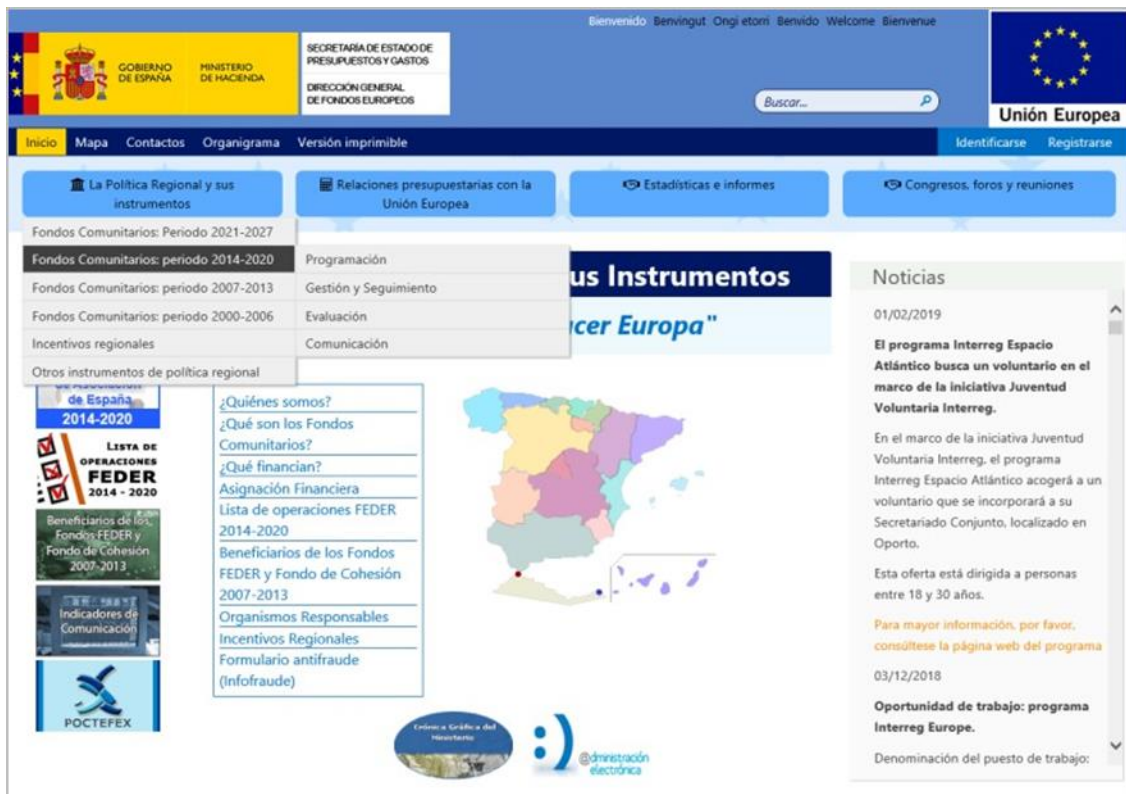 Bienvenido Benvingut Ongi etorri Benvido Welcome Bienvenue
GOBIERNO
DE ESPAÑA
MINISTERIO
DE HACIENDA
SECRETARÍA DE ESTADO DE
PRESUPUESTOS Y GASTOS
DIRECCIÓN GENERAL
DE FONDOS EUROPEOS
Buscar...
Unión Europea
Inicio Mapa Contactos Organigrama Versión imprimible
Identificarse Registrarse
La Política Regional y sus
instrumentos
Relaciones presupuestarias con la
Unión Europea
Estadísticas e informes
Congresos, foros y reuniones
Fondos Comunitarios: Periodo 2021-2027
Fondos Comunitarios: periodo 2014-2020
Fondos Comunitarios: periodo 2007-2013
Fondos Comunitarios: periodo 2000-2006
Incentivos regionales
Otros instrumentos de política regional
Programación
Gestión y Seguimiento
Evaluación
Comunicación
us Instrumentos
cer Europa"
de Asociación
de España
2014-2020
LISTA DE
OPERACIONES
FEDER
2014 - 2020
Beneficiarios de los
Fondos FEDER y
Fondo de Cohesión
2007-2013
Indicadores de
Comunicación
POCTEFEX
¿Quiénes somos?
¿Qué son los Fondos
Comunitarios?
¿Qué financian?
Asignación Financiera
Lista de operaciones FEDER
2014-2020
Beneficiarios de los Fondos
FEDER y Fondo de Cohesión
2007-2013
Organismos Responsables
Incentivos Regionales
Formulario antifraude
(Infofraude)
Crónica Gráfica del
Ministerio
:)
@dministración
electrónica
Noticias
01/02/2019
El programa Interreg Espacio
Atlántico busca un voluntario en el
marco de la iniciativa Juventud
Voluntaria Interreg.
En el marco de la iniciativa Juventud
Voluntaria Interreg, el programa
Interreg Espacio Atlántico acogerá a un
voluntario que se incorporará a su
Secretariado Conjunto, localizado en
Oporto.
Esta oferta está dirigida a personas
entre 18 y 30 años.
Para mayor información, por favor,
consúltese la página web del programa
03/12/2018
Oportunidad de trabajo: programa
Interreg Europe.
Denominación del puesto de trabajo: